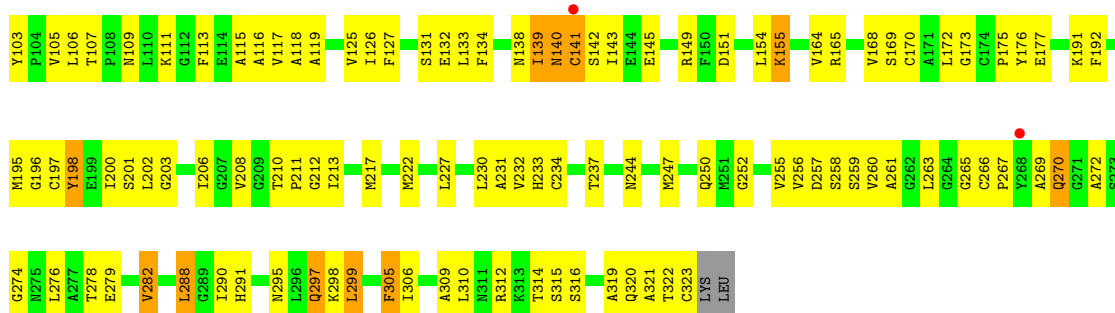 Y103 P104 V105 L106 T107 P108 N109 L110 K111 G112 F113 E114 A115 A116 V117 A118 A119 V125 I126 F127 S131 E132 L133 F134 N138 I139 N140 C141 S142 I143 E144 E145 R149 F150 D151 L154 K155 V164 R165 V168 S169 C170 A171 L172 G173 C174 P175 Y176 E177 K191 F192
M195 G196 C197 Y198 E199 I200 S201 L202 G203 I206 G207 V208 G209 T210 P211 G212 I213 M217 M222 L227 L230 A231 V232 H233 C234 T237 N244 M247 Q250 M251 G252 V255 V256 D257 S258 S259 V260 A261 G262 L263 G264 G265 C266 P267 Y268 A269 Q270 G271 A272 S273
G274 N275 L276 A277 T278 E279 V282 L288 G289 I290 H291 N295 L296 Q297 K298 L299 F305 I306 A309 L310 N311 R312 K313 T314 S315 S316 A319 Q320 A321 T322 C323 LYS LEU